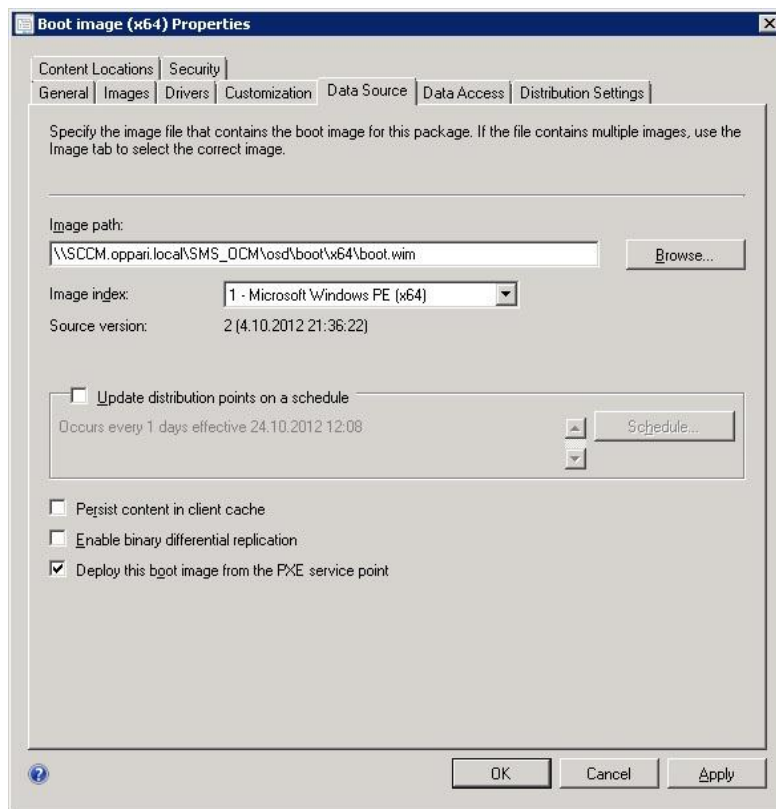 Boot image (x64) Properties
Content Locations Security
General Images Drivers Customization Data Source Data Access Distribution Settings
Specify the image file that contains the boot image for this package. If the file contains multiple images, use the
Image tab to select the correct image.
Image path:
\\SCCM.oppari.local\SMS_OCM\osd\boot\x64\boot.wim
Browse...
Image index:
1 - Microsoft Windows PE (x64)
Source version:
2 (4.10.2012 21:36:22)
Update distribution points on a schedule
Occurs every 1 days effective 24.10.2012 12:08
Schedule...
Persist content in client cache
Enable binary differential replication
Deploy this boot image from the PXE service point
OK Cancel Apply